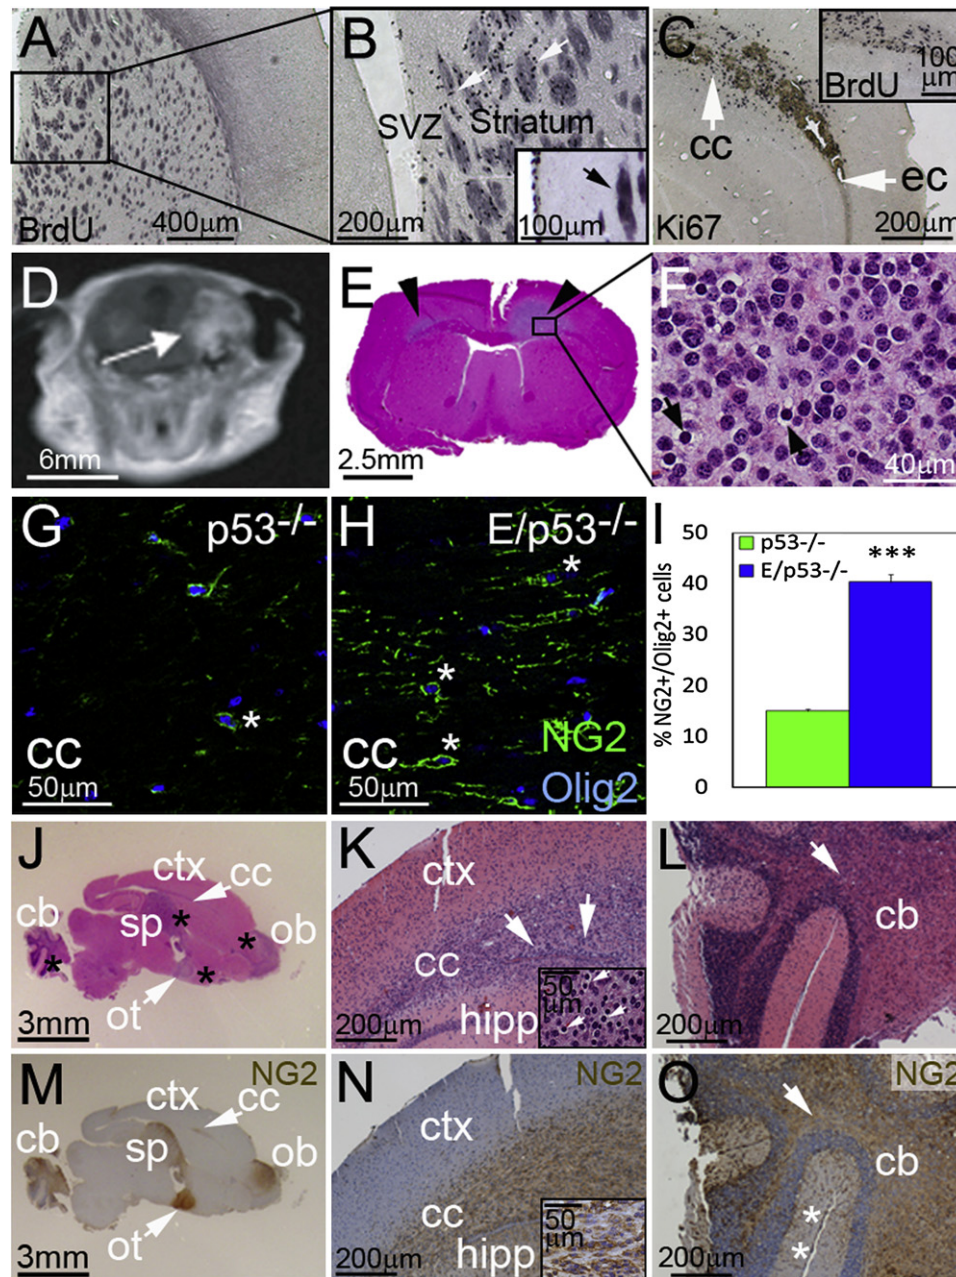 A
BrdU
400µm
B
SVZ
Striatum
200µm
100µm
C
100
µm
BrdU
cc
ec
Ki67
200µm
D
6mm
E
2.5mm
F
40µm
G
p53-/-
cc
50µm
H
E/p53-/-
*
*
*
*
cc
NG2
50µm
Olig2
I
50
40
30
20
10
0
% NG2+/Olig2+ cells
p53-/-
E/p53-/-
***
J
ctx
cc
cb
sp
ob
*
*
*
*
ot
3mm
K
ctx
cc
hipp
200µm
50
µm
L
cb
200µm
M
NG2
ctx
cc
cb
sp
ob
ot
3mm
N
NG2
ctx
cc
hipp
200µm
50
µm
O
NG2
cb
*
*
200µm